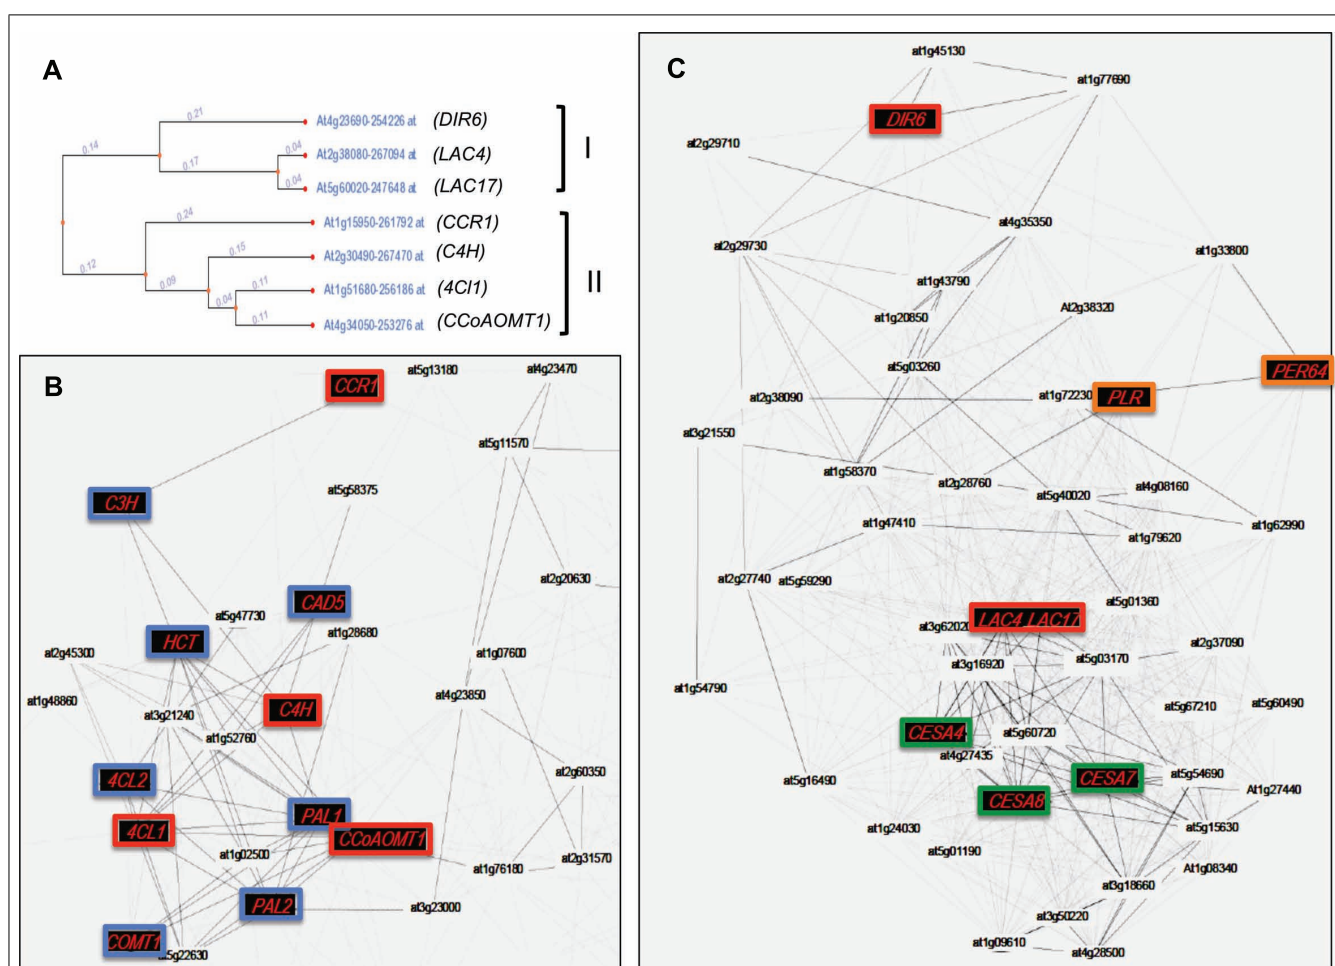 A
0.21
At4g23690-254226 at (DIR6)
0.14
0.04
At2g38080-267094 at (LAC4)
I
0.17
0.04
At5g60020-247648 at (LAC17)
0.24
At1g15950-261792 at (CCR1)
0.15
At2g30490-267470 at (C4H)
0.12
0.09
0.11
At1g51680-256186 at (4Cl1)
II
0.04
0.11
At4g34050-253276 at (CCoAOMT1)
B
at5g13180
at4g23470
CCR1
at5g11570
at5g58375
C3H
at2g20630
CAD5
at5g47730
HCT
at1g28680
at2g45300
at1g07600
at1g48860
at4g23850
C4H
at3g21240
at1g52760
4CL2
at2g60350
PAL1
4CL1
CCoAOMT1
at1g02500
at2g31570
at1g76180
PAL2
at3g23000
COMT1
at5g22630
C
at1g45130
at1g77690
DIR6
at2g29710
at4g35350
at2g29730
at1g33800
at1g43790
At2g38320
at1g20850
at5g03260
PER64
at2g38090
at1g72230
PLR
at3g21550
at1g58370
at2g28760
at4g08160
at5g40020
at1g47410
at1g62990
at1g79620
at2g27740
at5g59290
at5g01360
LAC4 LAC17
at3g62020
at2g37090
at3g16920
at5g03170
at1g54790
at5g67210
at5g60490
CESA4
at5g60720
at4g27435
at5g16490
CESA7
at5g54690
At1g27440
CESA8
at1g24030
at5g15630
at5g01190
At1g08340
at3g18660
at3g50220
at1g09610
at4g28500